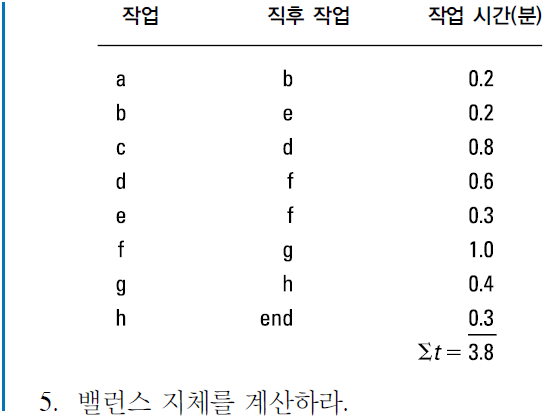 작업 직후 작업 작업 시간(분)
a b 0.2
b e 0.2
c d 0.8
d f 0.6
e f 0.3
f g 1.0
g h 0.4
h end 0.3
Σt = 3.8
5. 밸런스 지체를 계산하라.